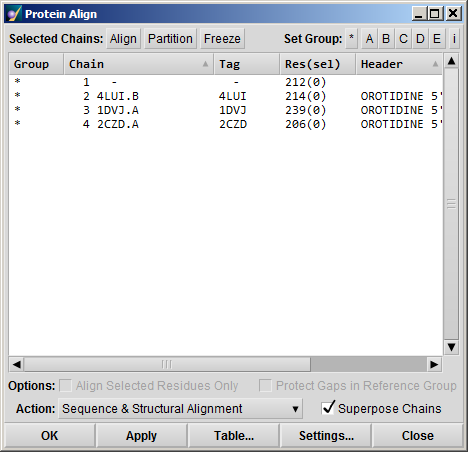 Protein Align
Selected Chains: Align Partition Freeze Set Group: * A B C D E i
Group Chain Tag Res(sel) Header
* 1 - - 212(0)
* 2 4LUI.B 4LUI 214(0) OROTIDINE 5'
* 3 1DVJ.A 1DVJ 239(0) OROTIDINE 5'
* 4 2CZD.A 2CZD 206(0) OROTIDINE 5'
Options: Align Selected Residues Only Protect Gaps in Reference Group
Action: Sequence & Structural Alignment Superpose Chains
OK Apply Table... Settings... Close